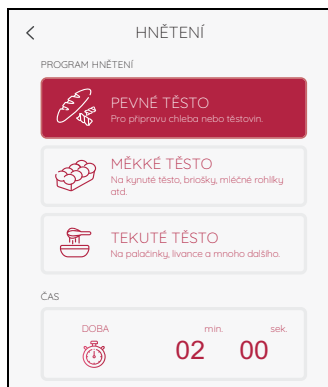 HNĚTENÍ
PROGRAM HNĚTENÍ
PEVNÉ TĚSTO
Pro přípravu chleba nebo těstovin.
MĚKKÉ TĚSTO
Na kynuté těsto, briošky, mléčné rohlíky
atd.
TEKUTÉ TĚSTO
Na palačinky, lívance a mnoho dalšího.
ČAS
DOBA min. sek.
02 00